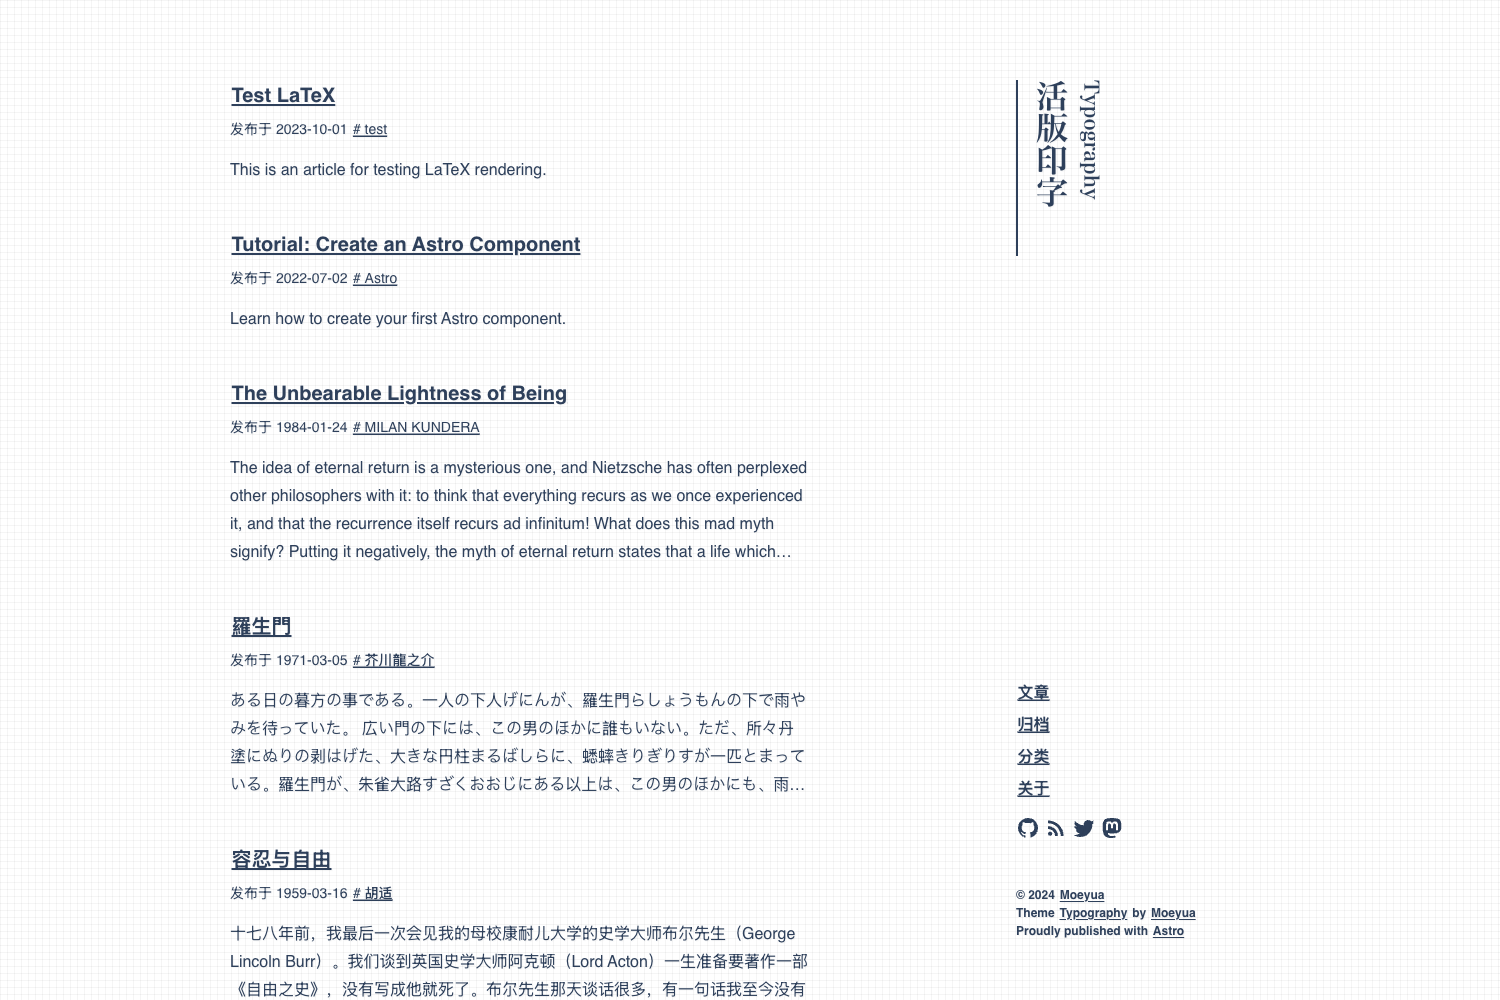 Test LaTeX
发布于 2023-10-01 # test
This is an article for testing LaTeX rendering.
Tutorial: Create an Astro Component
发布于 2022-07-02 # Astro
Learn how to create your first Astro component.
The Unbearable Lightness of Being
发布于 1984-01-24 # MILAN KUNDERA
The idea of eternal return is a mysterious one, and Nietzsche has often perplexed
other philosophers with it: to think that everything recurs as we once experienced
it, and that the recurrence itself recurs ad infinitum! What does this mad myth
signify? Putting it negatively, the myth of eternal return states that a life which…
羅生門
发布于 1971-03-05 # 芥川龍之介
ある日の暮方の事である。一人の下人げにんが、羅生門らしょうもんの下で雨や
みを待っていた。 広い門の下には、この男のほかに誰もいない。ただ、所々丹
塗にぬりの剥はげた、大きな円柱まるばしらに、蟋蟀きりぎりすが一匹とまって
いる。羅生門が、朱雀大路すざくおおじにある以上は、この男のほかにも、雨…
容忍与自由
发布于 1959-03-16 # 胡适
十七八年前，我最后一次会见我的母校康耐儿大学的史学大师布尔先生（George
Lincoln Burr）。我们谈到英国史学大师阿克顿（Lord Acton）一生准备要著作一部
《自由之史》，没有写成他就死了。布尔先生那天谈话很多，有一句话我至今没有
Typography
活版印字
文章
归档
分类
关于
© 2024 Moeyua
Theme Typography by Moeyua
Proudly published with Astro